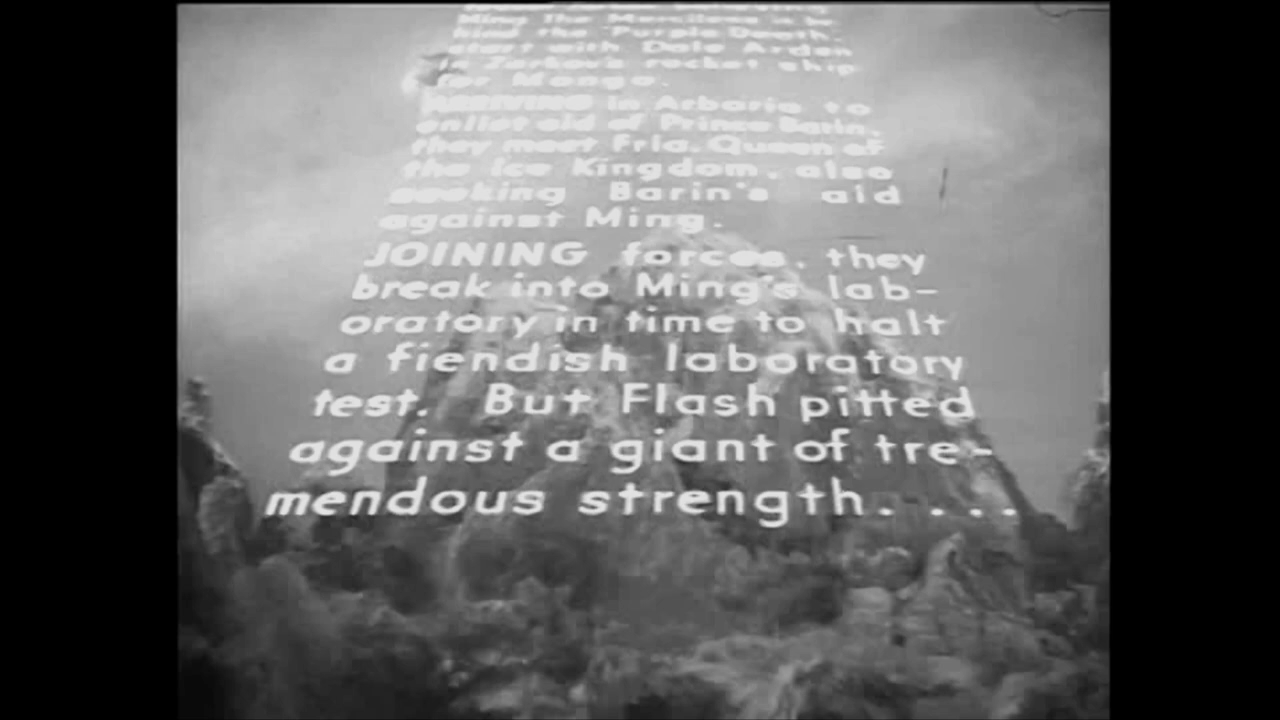 Ming The Merciless is be-
hind the "Purple Death,"
start with Dale Arden
in Zarkov's rocket ship
for Mongo.
ARRIVING in Arboria to
enlist aid of Prince Barin,
they meet Fria, Queen of
the Ice Kingdom, also
seeking Barin's aid
against Ming.
JOINING forces, they
break into Ming's lab-
oratory in time to halt
a fiendish laboratory
test. But Flash pitted
against a giant of tre-
mendous strength. ...